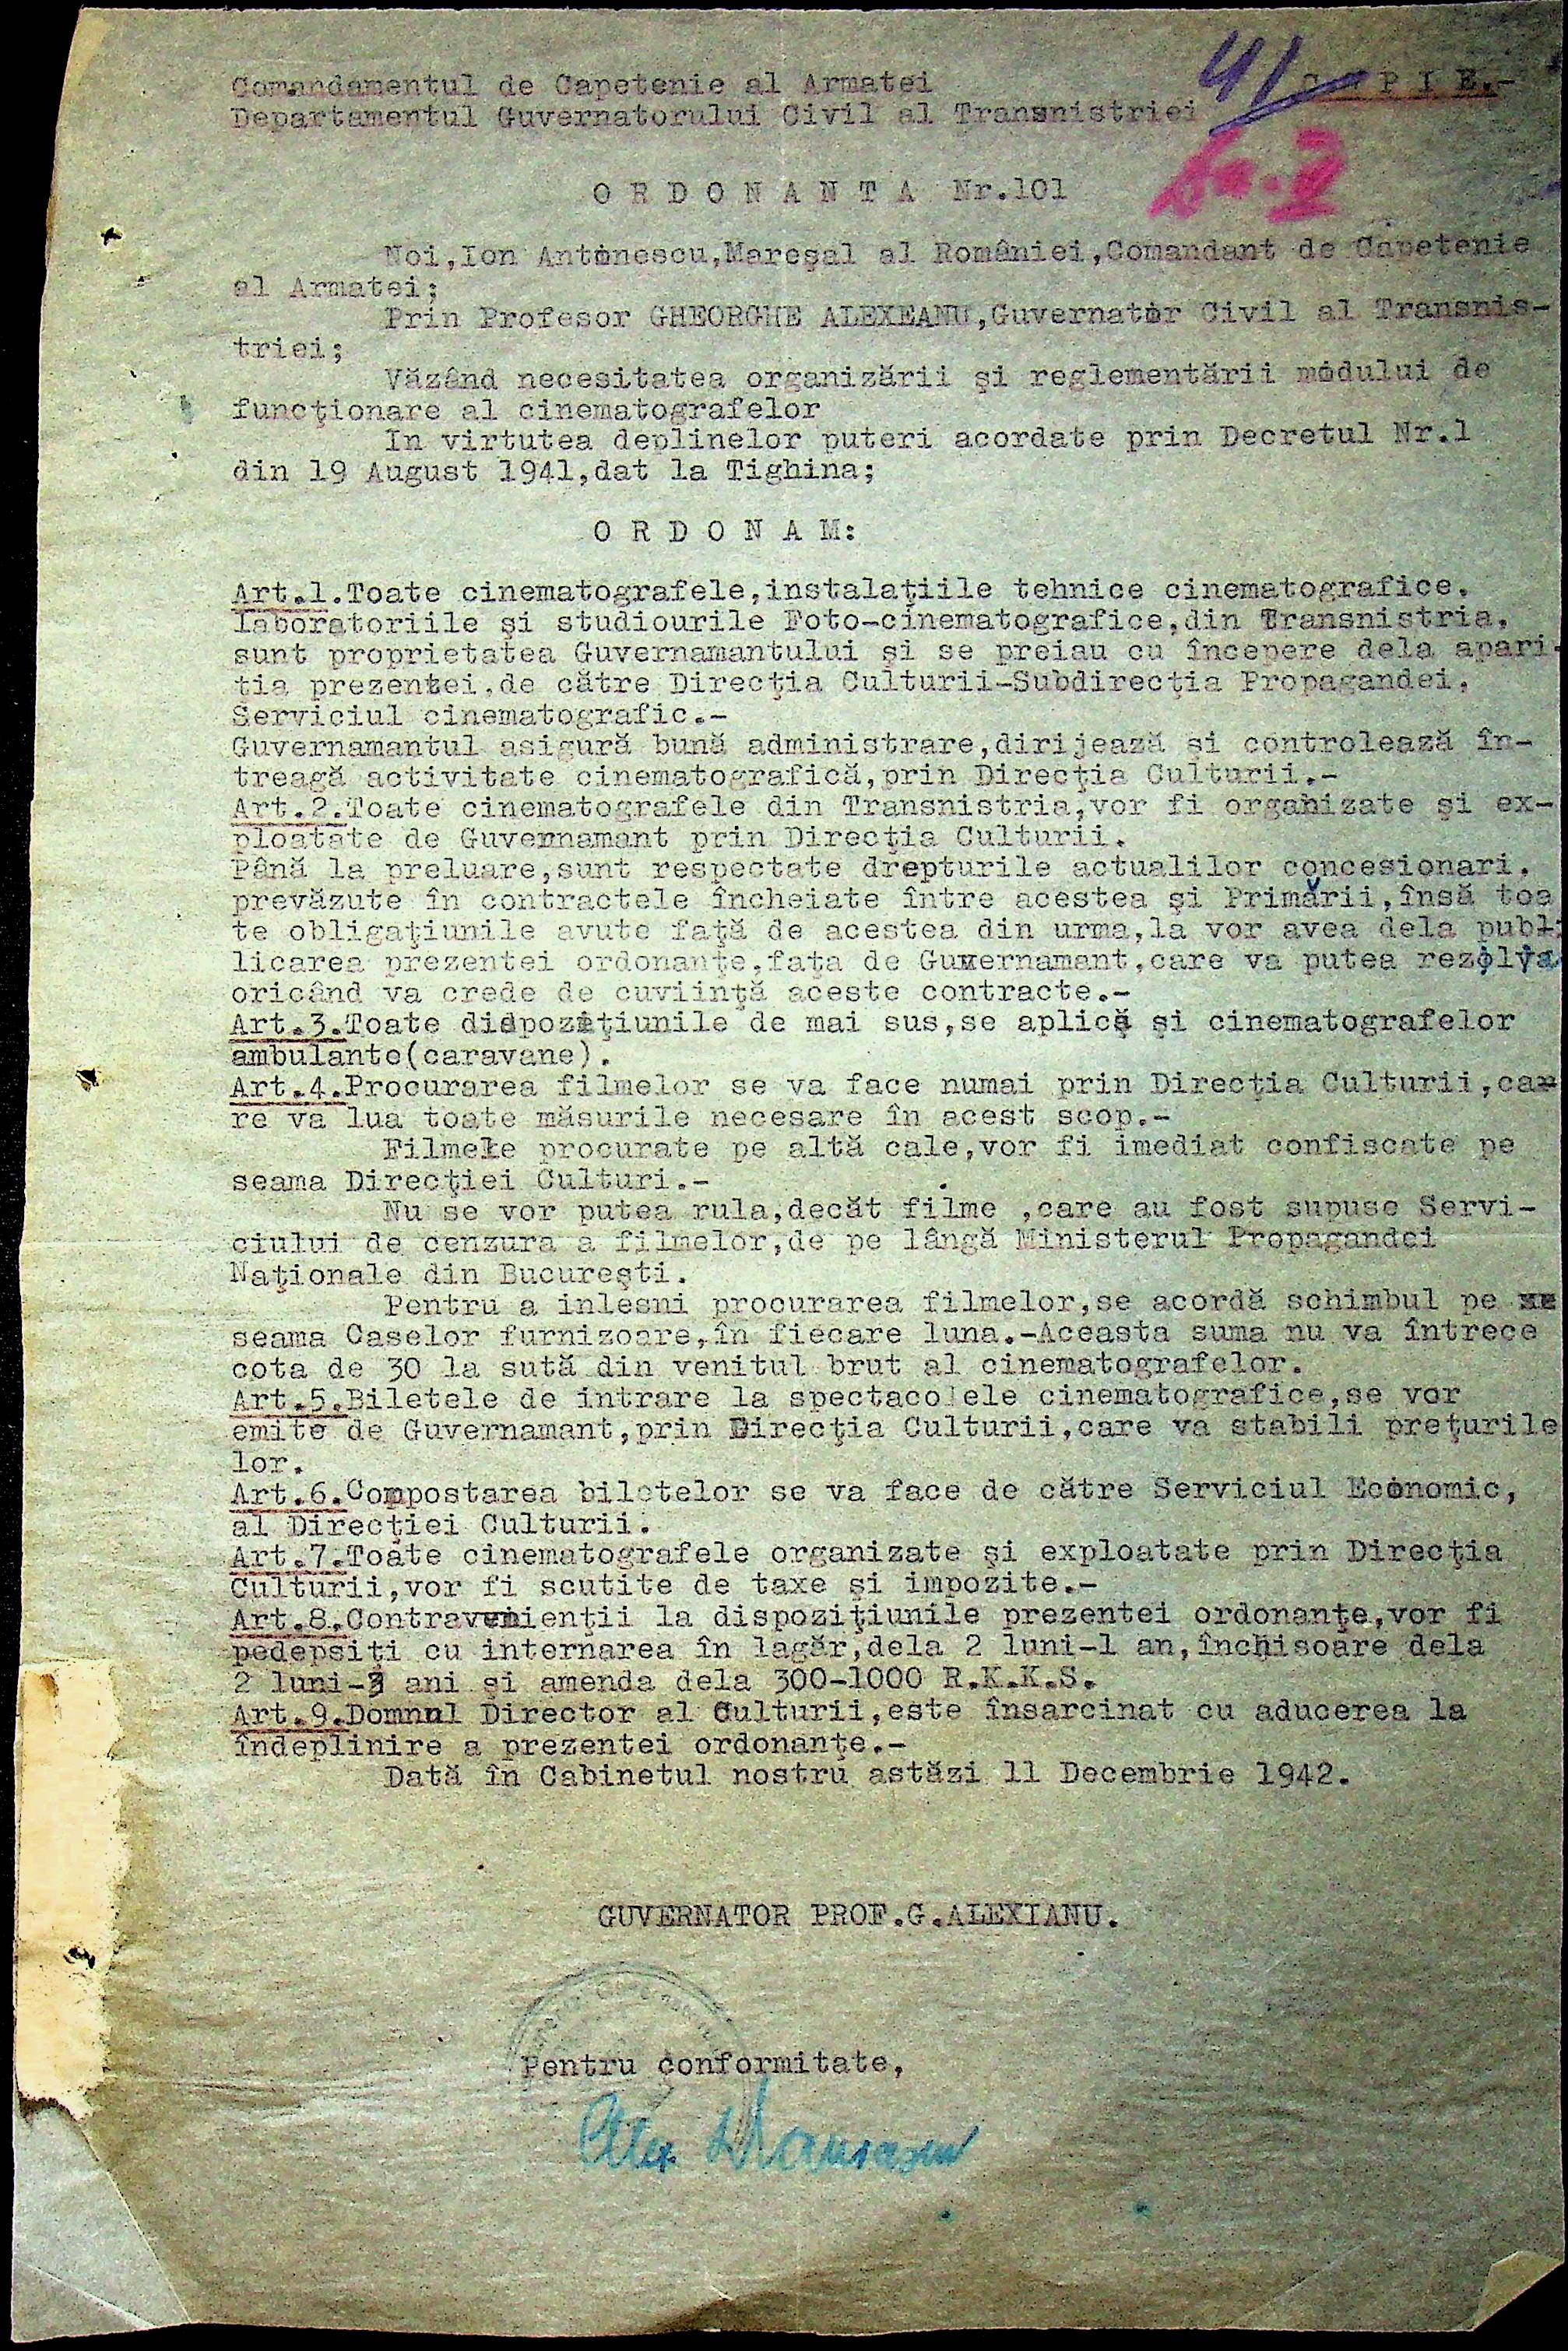 41
C O P I E.-
Comandamentul de Capetenie al Armatei
Departamentul Guvernatorului Civil al Transnistriei
O R D O N A N T A Nr.101
Noi,Ion Antonescu,Mareşal al României,Comandant de Capetenie
al Armatei;
Prin Profesor GHEORGHE ALEXEANU,Guvernator Civil al Transnis-
triei;
Văzând necesitatea organizării şi reglementării modului de
funcţionare al cinematografelor
In virtutea deplinelor puteri acordate prin Decretul Nr.1
din 19 August 1941,dat la Tighina;
O R D O N A M:
Art.1.Toate cinematografele,instalaţiile tehnice cinematografice,
laboratoriile şi studiourile Foto-cinematografice,din Transnistria,
sunt proprietatea Guvernamantului şi se preiau cu începere dela apari-
tia prezentei,de către Direcţia Culturii-Subdirecţia Propagandei,
Serviciul cinematografic.-
Guvernamantul asigură bună administrare,dirijează şi controlează în-
treagă activitate cinematografică,prin Direcţia Culturii.-
Art.2.Toate cinematografele din Transnistria,vor fi organizate şi ex-
ploatate de Guvernamant prin Direcţia Culturii.
Până la preluare,sunt respectate drepturile actualilor concesionari,
prevăzute în contractele încheiate între acestea şi Primării,însă toa
te obligaţiunile avute faţă de acestea din urma,la vor avea dela pub-
licarea prezentei ordonanţe,faţa de Guvernamant,care va putea rezolva
oricând va crede de cuviinţă aceste contracte.-
Art.3.Toate dispoziţiunile de mai sus,se aplică şi cinematografelor
ambulante(caravane).
Art.4.Procurarea filmelor se va face numai prin Direcţia Culturii,ca-
re va lua toate măsurile necesare în acest scop.-
Filmele procurate pe altă cale,vor fi imediat confiscate pe
seama Direcţiei Culturi.-
Nu se vor putea rula,decăt filme ,care au fost supuse Servi-
ciului de cenzura a filmelor,de pe lângă Ministerul Propagandei
Naţionale din Bucureşti.
Pentru a inlesni procurarea filmelor,se acordă schimbul pe
seama Caselor furnizoare,în fiecare luna.-Aceasta suma nu va întrece
cota de 30 la sută din venitul brut al cinematografelor.
Art.5.Biletele de intrare la spectacolele cinematografice,se vor
emite de Guvernamant,prin Direcţia Culturii,care va stabili preţurile
lor.
Art.6.Compostarea biletelor se va face de către Serviciul Economic,
al Direcţiei Culturii.
Art.7.Toate cinematografele organizate şi exploatate prin Direcţia
Culturii,vor fi scutite de taxe şi impozite.-
Art.8.Contravenienţii la dispoziţiunile prezentei ordonanţe,vor fi
pedepsiţi cu internarea în lagăr,dela 2 luni-1 an,închisoare dela
2 luni-3 ani şi amenda dela 300-1000 R.K.K.S.
Art.9.Domnul Director al Culturii,este însarcinat cu aducerea la
îndeplinire a prezentei ordonanţe.-
Dată în Cabinetul nostru astăzi 11 Decembrie 1942.
GUVERNATOR PROF.G.ALEXIANU.
Pentru conformitate,
Alex